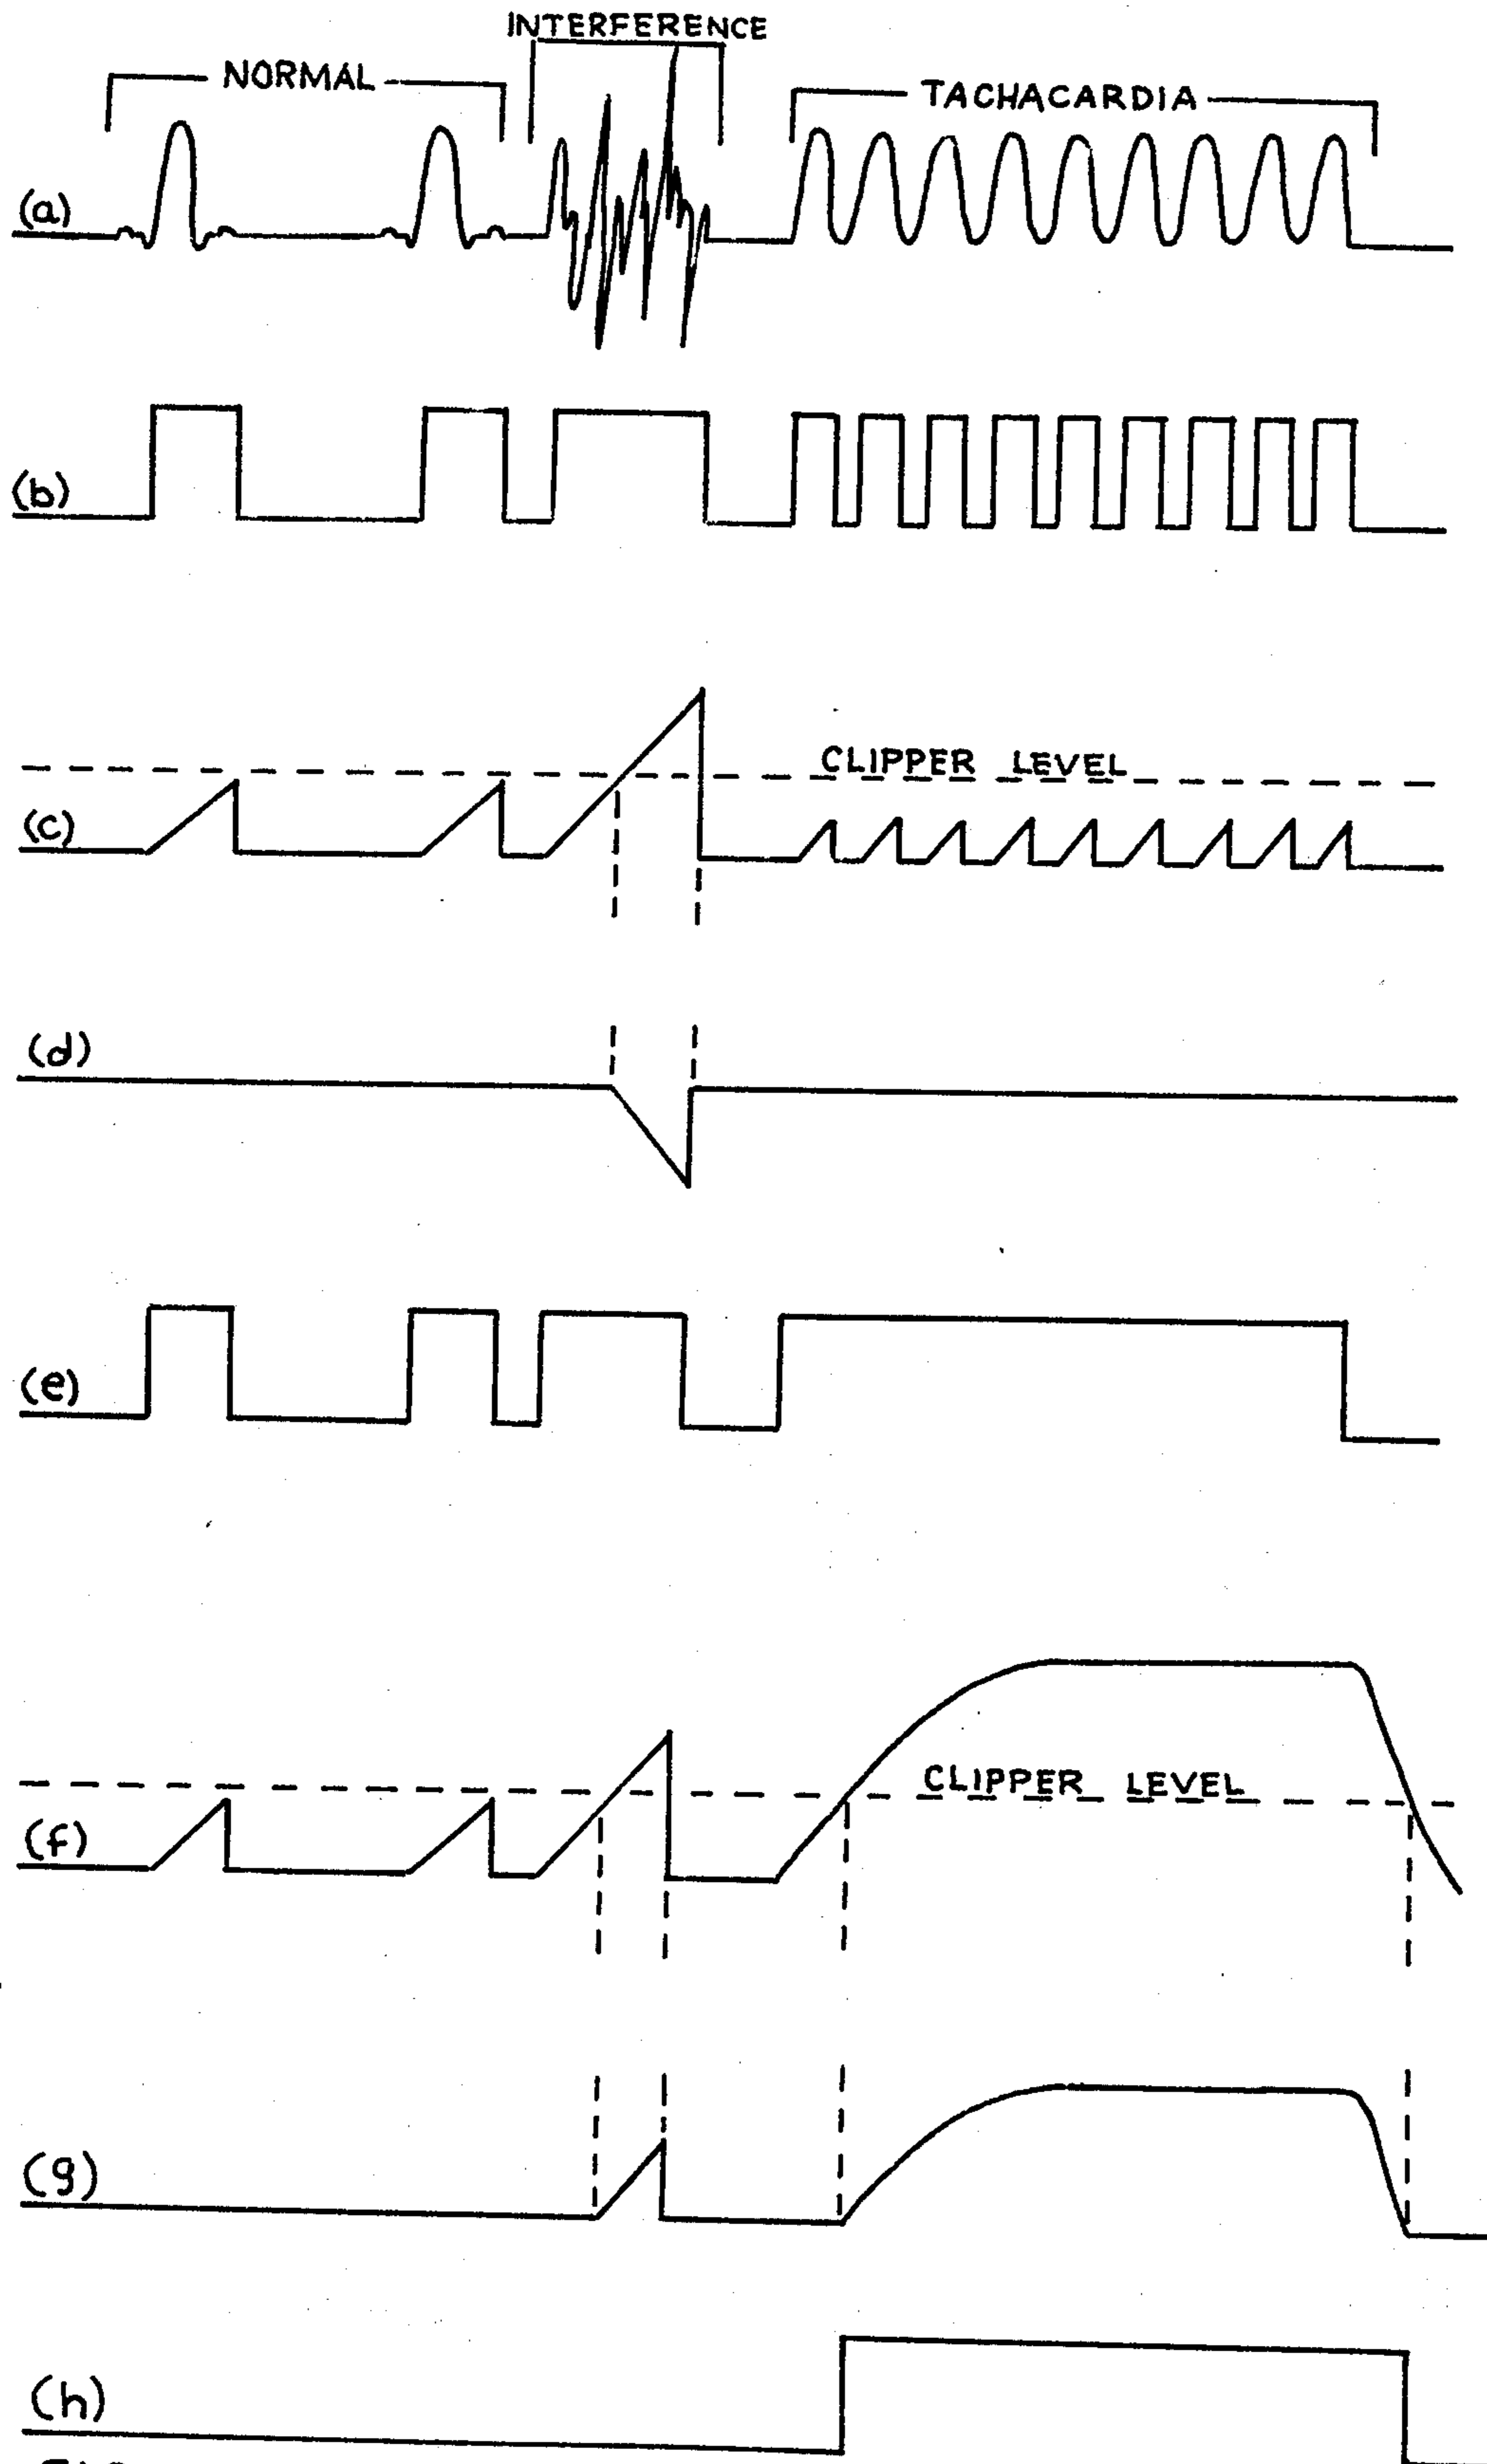 INTERFERENCE
NORMAL
TACHACARDIA
(a)
(b)
CLIPPER LEVEL
(c)
(d)
(e)
CLIPPER LEVEL
(f)
(g)
(h)